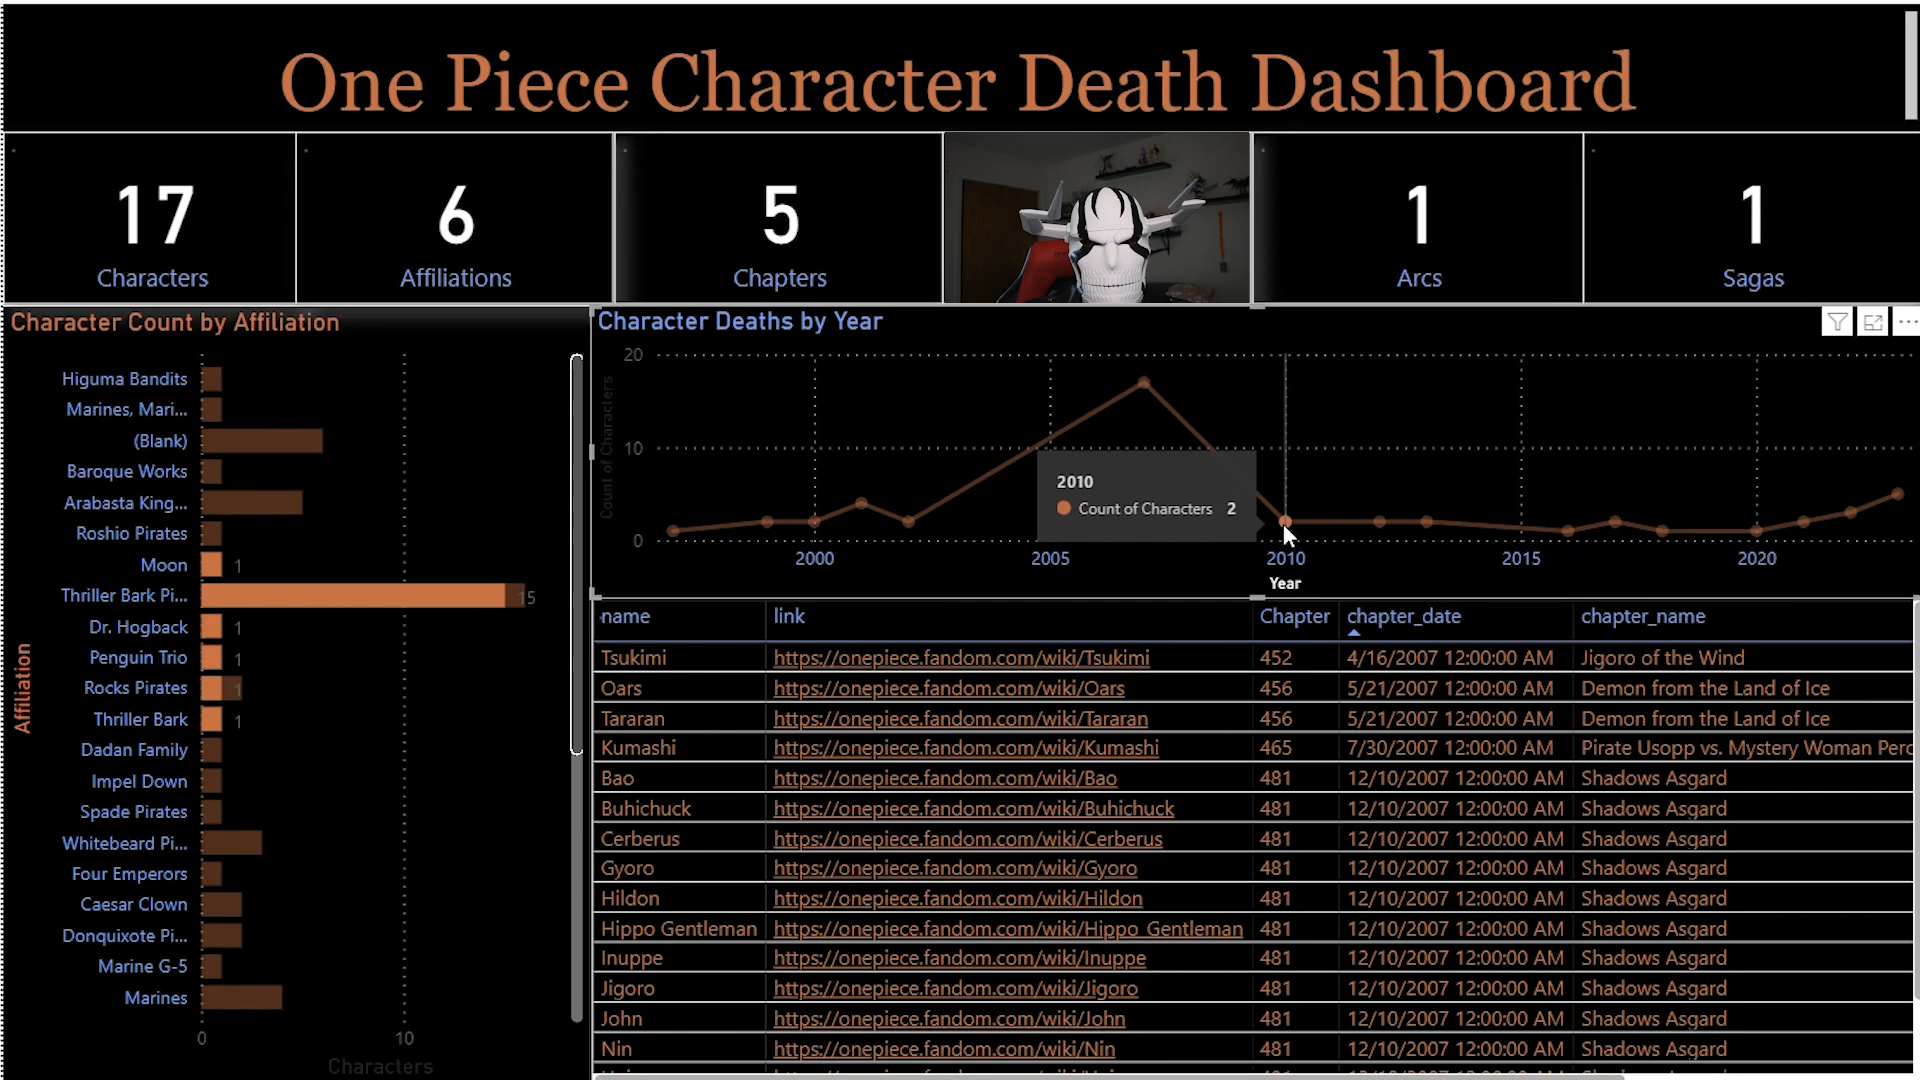 One Piece Character Death Dashboard
17
Characters
6
Affiliations
5
Chapters
1
Arcs
1
Sagas
Character Count by Affiliation
Affiliation
Higuma Bandits
Marines, Mari...
(Blank)
Baroque Works
Arabasta King...
Roshio Pirates
Moon 1
Thriller Bark Pi... 15
Dr. Hogback 1
Penguin Trio 1
Rocks Pirates 1
Thriller Bark 1
Dadan Family
Impel Down
Spade Pirates
Whitebeard Pi...
Four Emperors
Caesar Clown
Donquixote Pi...
Marine G-5
Marines
0 10
Characters
Character Deaths by Year
Count of Characters
20
10
0
2010
Count of Characters 2
2000 2005 2010 2015 2020
Year
name link Chapter chapter_date chapter_name
Tsukimi https://onepiece.fandom.com/wiki/Tsukimi 452 4/16/2007 12:00:00 AM Jigoro of the Wind
Oars https://onepiece.fandom.com/wiki/Oars 456 5/21/2007 12:00:00 AM Demon from the Land of Ice
Tararan https://onepiece.fandom.com/wiki/Tararan 456 5/21/2007 12:00:00 AM Demon from the Land of Ice
Kumashi https://onepiece.fandom.com/wiki/Kumashi 465 7/30/2007 12:00:00 AM Pirate Usopp vs. Mystery Woman Perc
Bao https://onepiece.fandom.com/wiki/Bao 481 12/10/2007 12:00:00 AM Shadows Asgard
Buhichuck https://onepiece.fandom.com/wiki/Buhichuck 481 12/10/2007 12:00:00 AM Shadows Asgard
Cerberus https://onepiece.fandom.com/wiki/Cerberus 481 12/10/2007 12:00:00 AM Shadows Asgard
Gyoro https://onepiece.fandom.com/wiki/Gyoro 481 12/10/2007 12:00:00 AM Shadows Asgard
Hildon https://onepiece.fandom.com/wiki/Hildon 481 12/10/2007 12:00:00 AM Shadows Asgard
Hippo Gentleman https://onepiece.fandom.com/wiki/Hippo_Gentleman 481 12/10/2007 12:00:00 AM Shadows Asgard
Inuppe https://onepiece.fandom.com/wiki/Inuppe 481 12/10/2007 12:00:00 AM Shadows Asgard
Jigoro https://onepiece.fandom.com/wiki/Jigoro 481 12/10/2007 12:00:00 AM Shadows Asgard
John https://onepiece.fandom.com/wiki/John 481 12/10/2007 12:00:00 AM Shadows Asgard
Nin https://onepiece.fandom.com/wiki/Nin 481 12/10/2007 12:00:00 AM Shadows Asgard